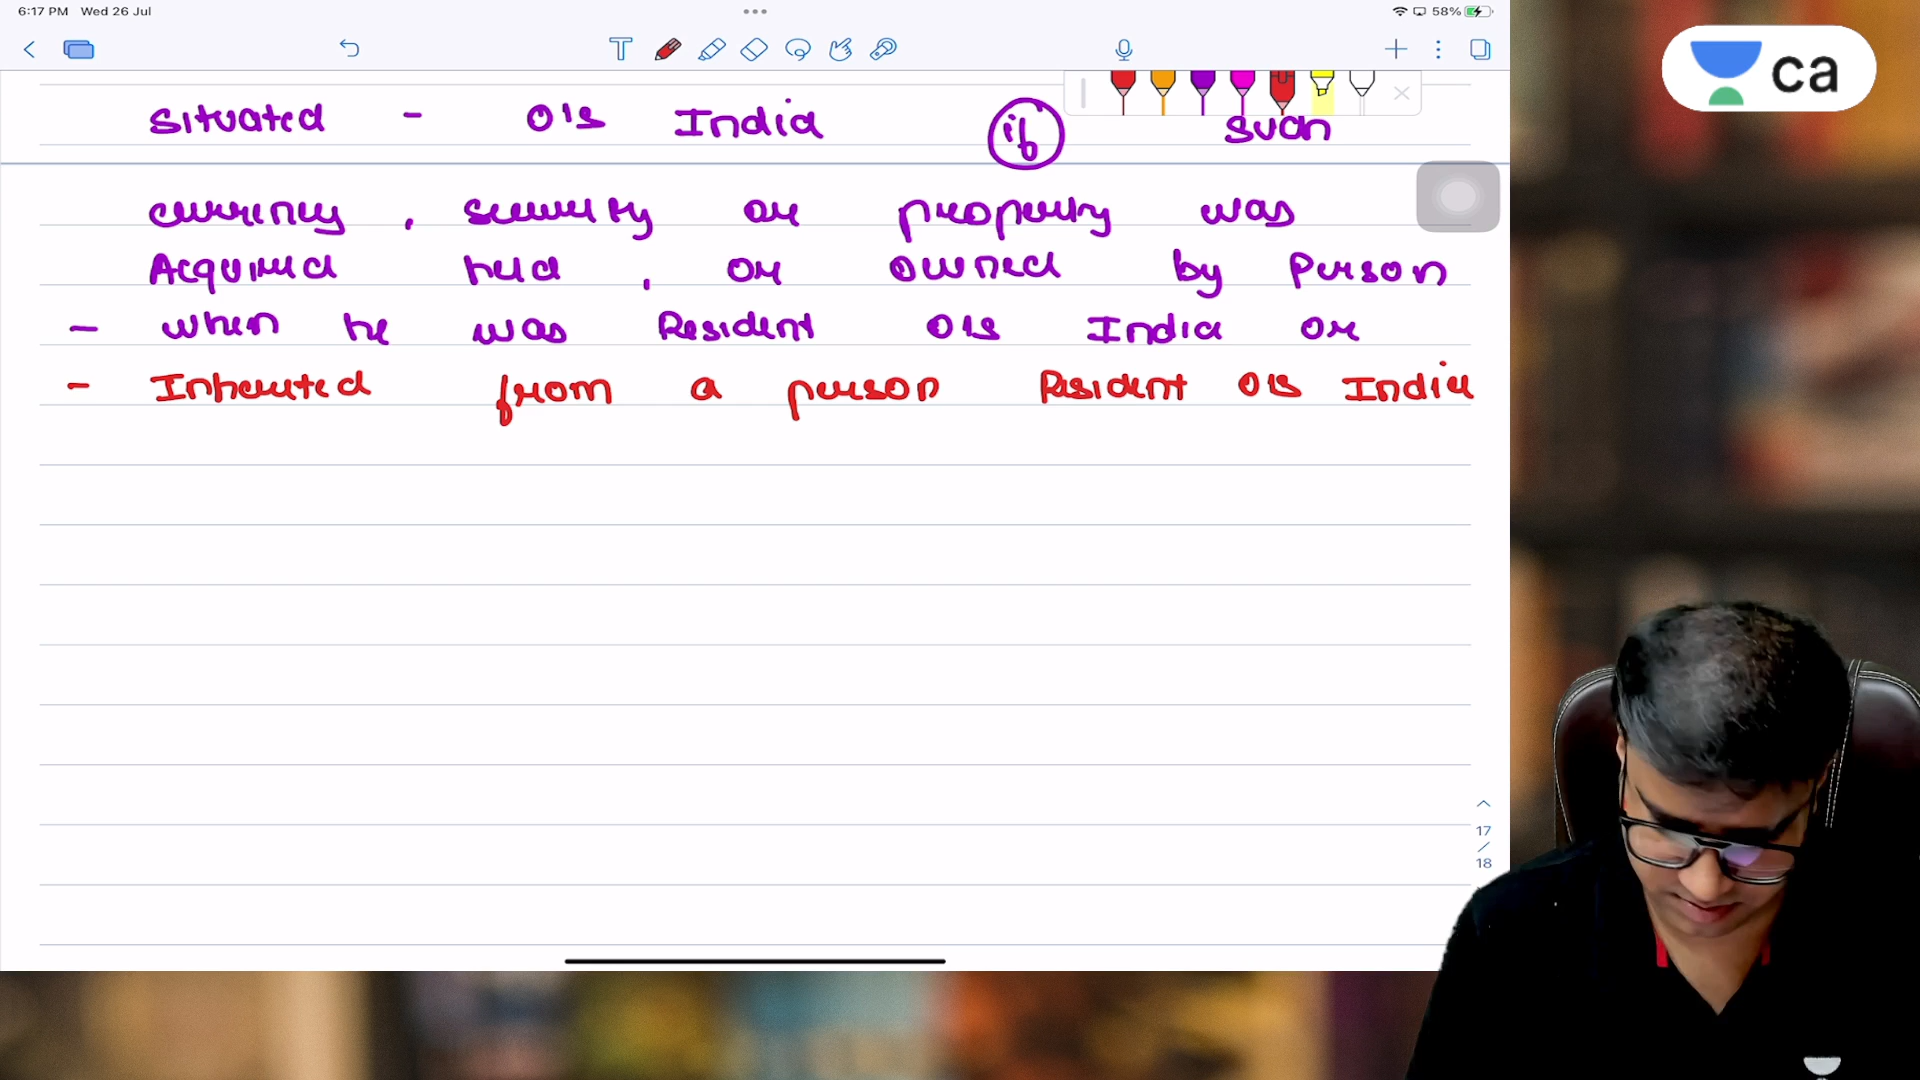 6:17 PM Wed 26 Jul
58%
ca
Situated - O's India if such
currency, security or property was
Acquired held, or owned by Person
- when he was Resident O/s India or
- Inherited from a person Resident O/s India
17
/
18